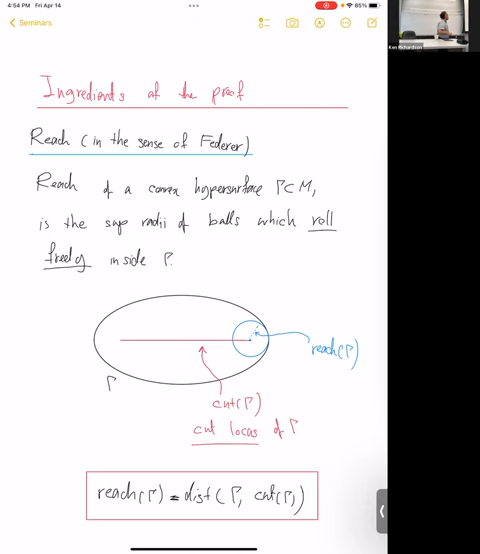 4:54 PM Fri Apr 14
85%
Seminars
Ken Richardson
Ingredients of the proof
Reach (in the sense of Federer)
Reach of a convex hypersurface Γ⊂M,
is the sup radii of balls which roll
freely inside Γ.
reach(Γ)
Γ
cut(Γ)
cut locus of Γ
reach(Γ) = dist(Γ, cut(Γ))